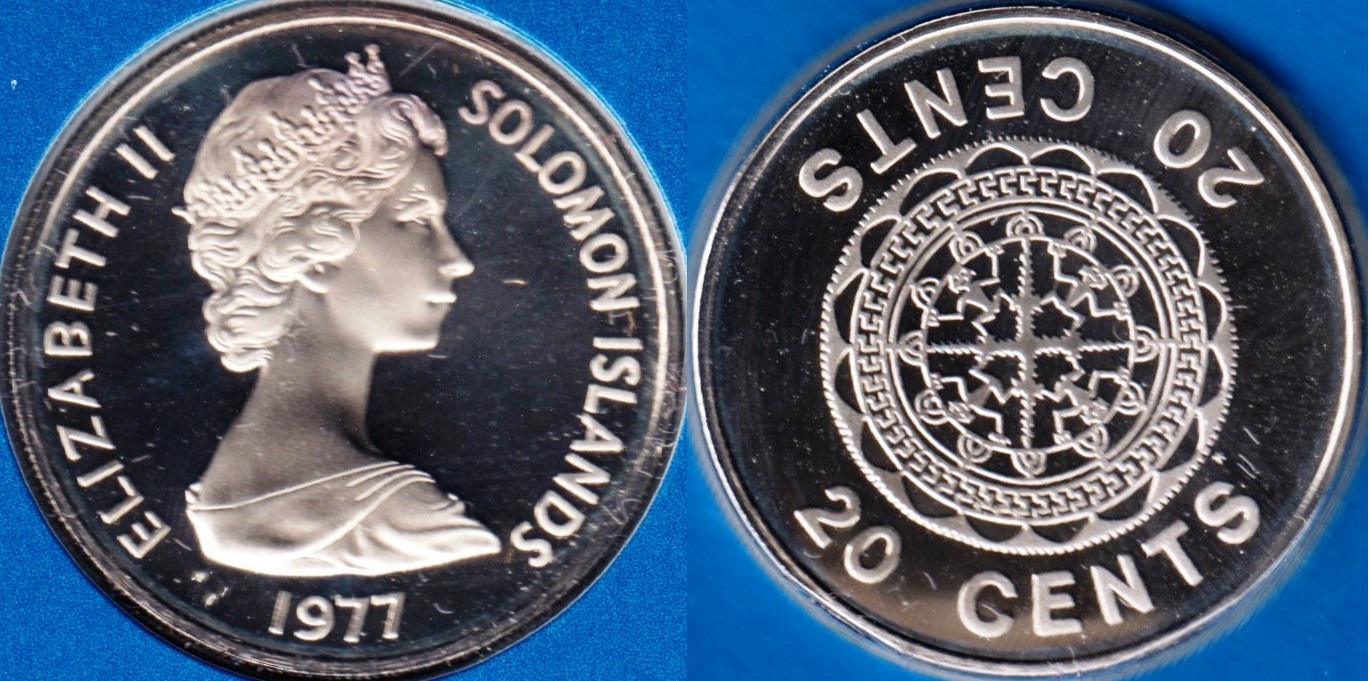 ELIZABETH II
SOLOMON ISLANDS
1977
20 CENTS
20 CENTS